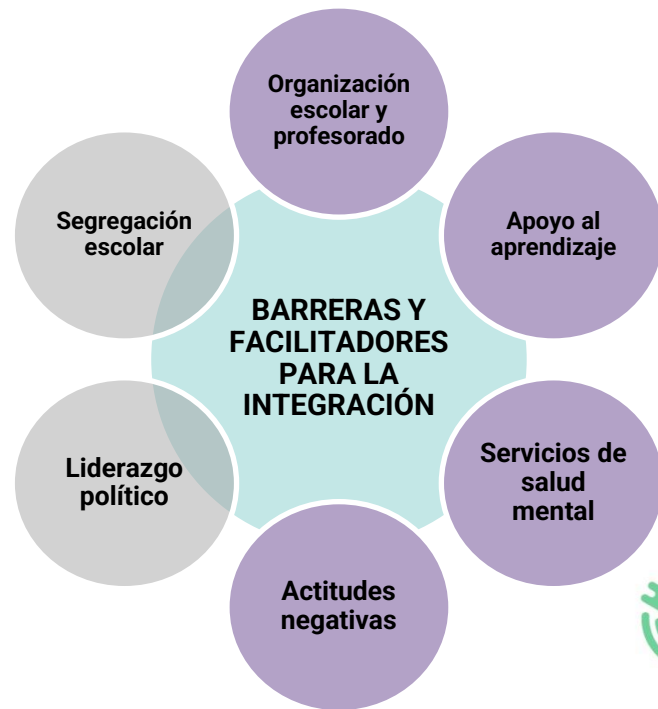 Organización
escolar y
profesorado
Segregación
escolar
Apoyo al
aprendizaje
BARRERAS Y
FACILITADORES
PARA LA
INTEGRACIÓN
Liderazgo
político
Servicios de
salud
mental
Actitudes
negativas